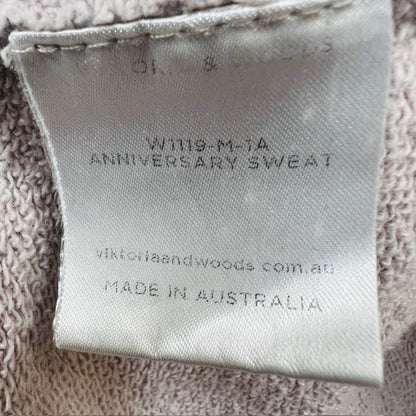 W1119-M-1A
ANNIVERSARY SWEAT
viktoriaandwoods.com.au
MADE IN AUSTRALIA